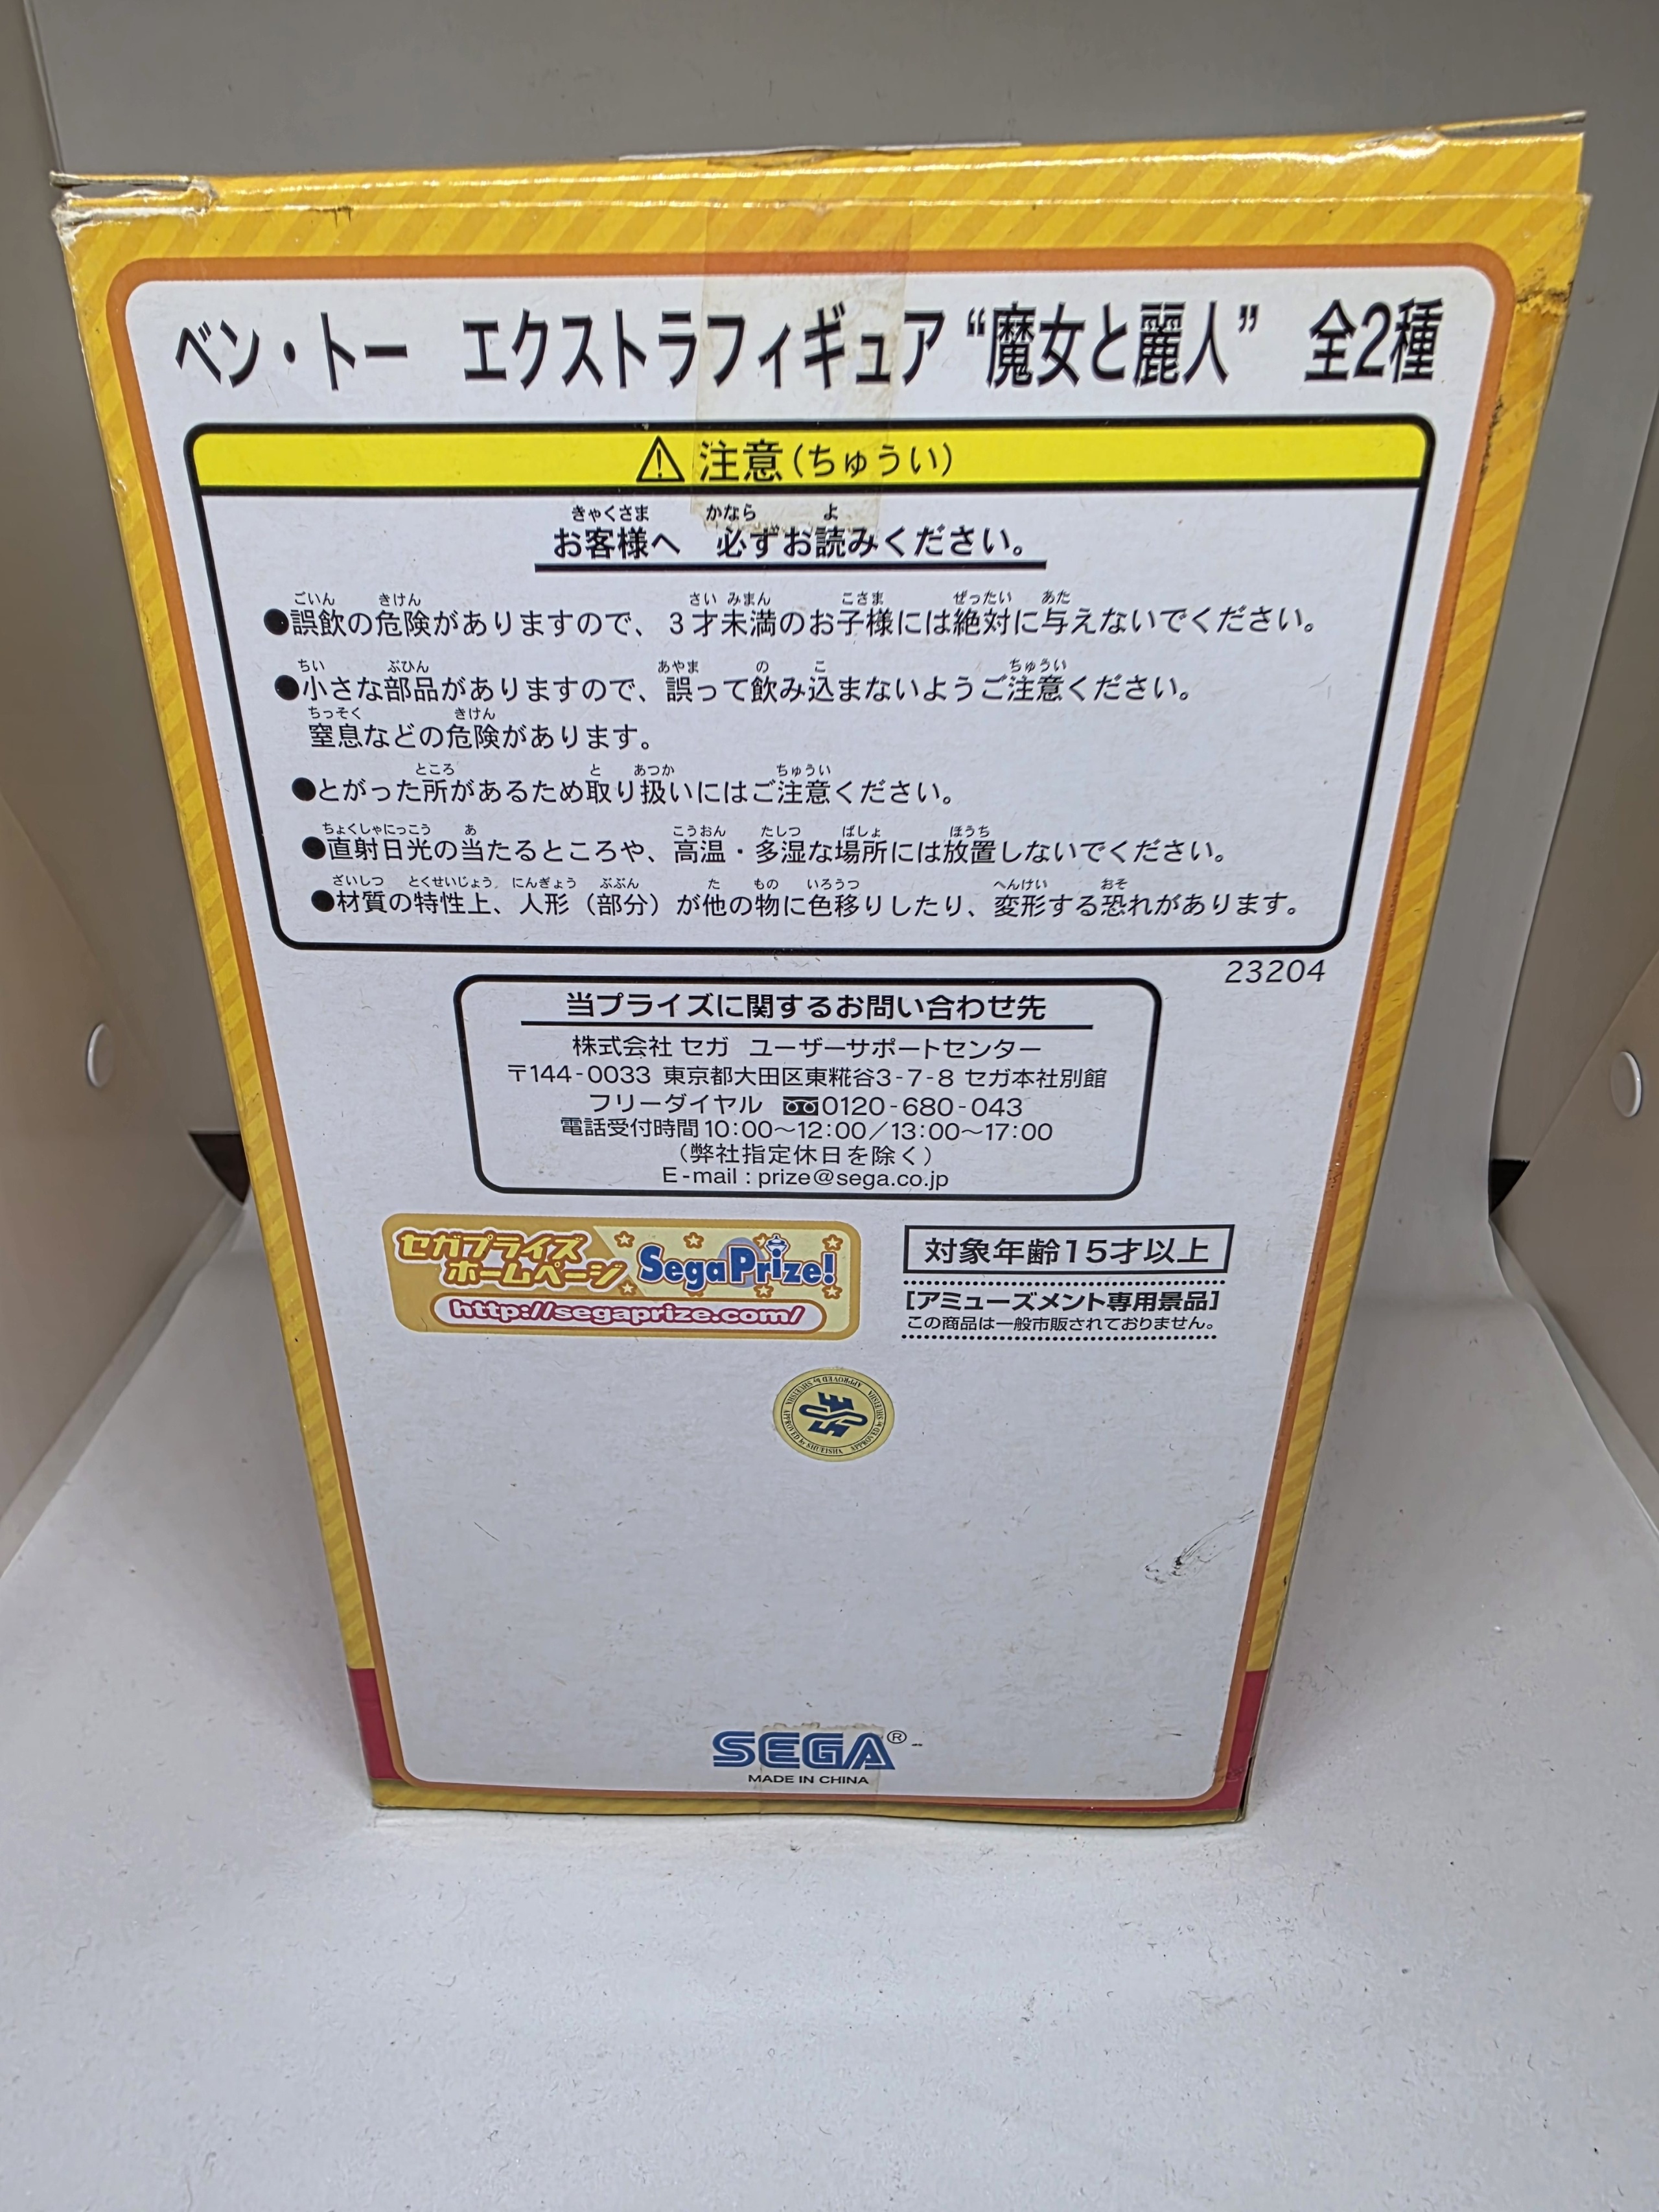 ベン・トー エクストラフィギュア“魔女と麗人” 全2種
⚠注意(ちゅうい)
きゃくさま かなら よ
お客様へ 必ずお読みください。
ごいん きけん さい みまん こさま ぜったい あた
●誤飲の危険がありますので、3才未満のお子様には絶対に与えないでください。
ちい ぶひん あやま の こ ちゅうい
●小さな部品がありますので、誤って飲み込まないようご注意ください。
ちっそく きけん
窒息などの危険があります。
ところ と あつか ちゅうい
●とがった所があるため取り扱いにはご注意ください。
ちょくしゃにっこう あ こうおん たしつ ばしょ ほうち
●直射日光の当たるところや、高温・多湿な場所には放置しないでください。
ざいしつ とくせいじょう にんぎょう ぶぶん た もの いろうつ へんけい おそ
●材質の特性上、人形（部分）が他の物に色移りしたり、変形する恐れがあります。
23204
当プライズに関するお問い合わせ先
株式会社 セガ ユーザーサポートセンター
〒144-0033 東京都大田区東糀谷3-7-8 セガ本社別館
フリーダイヤル 0120-680-043
電話受付時間 10:00～12:00／13:00～17:00
（弊社指定休日を除く）
E-mail : prize@sega.co.jp
セガプライズ
ホームページ
SegaPrize!
http://segaprize.com/
対象年齢15才以上
[アミューズメント専用景品]
この商品は一般市販されておりません。
APPROVED by SHUEISHA APPROVED by SHUEISHA APPROVED by SHUEISHA
SEGA®
MADE IN CHINA